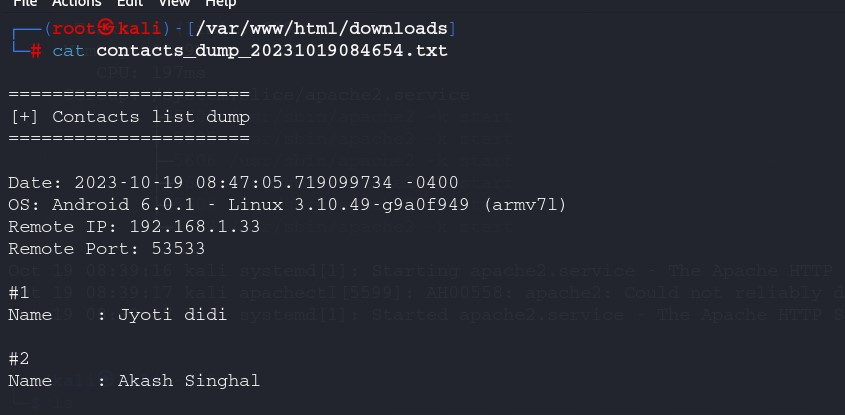 File Actions Edit View Help
┌──(root㉿kali)-[/var/www/html/downloads]
└─# cat contacts_dump_20231019084654.txt
======================
[+] Contacts list dump
======================
Date: 2023-10-19 08:47:05.719099734 -0400
OS: Android 6.0.1 - Linux 3.10.49-g9a0f949 (armv7l)
Remote IP: 192.168.1.33
Remote Port: 53533
#1
Name    : Jyoti didi
#2
Name    : Akash Singhal